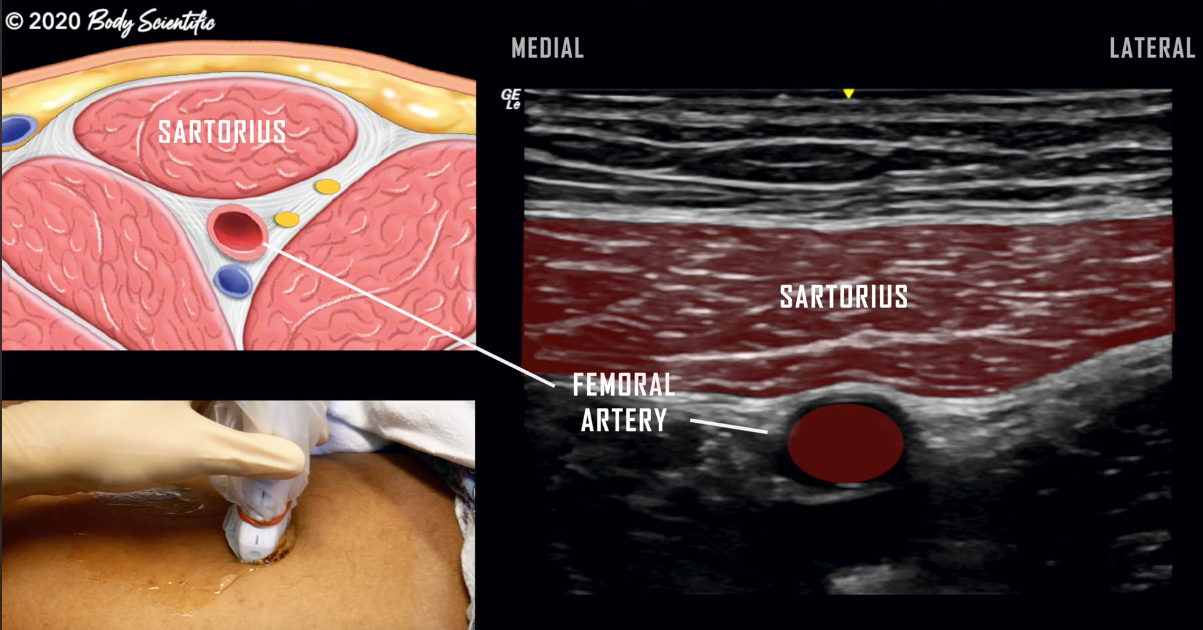 © 2020 Body Scientific
MEDIAL
LATERAL
GE
Le
SARTORIUS
SARTORIUS
FEMORAL
ARTERY